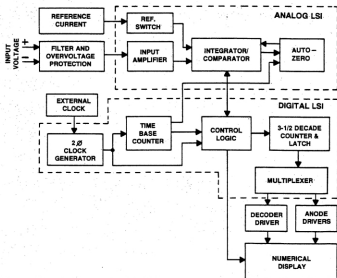 REFERENCE
CURRENT
REF.
SWITCH
ANALOG LSI
INPUT
VOLTAGE
+
−
FILTER AND
OVERVOLTAGE
PROTECTION
INPUT
AMPLIFIER
INTEGRATOR/
COMPARATOR
AUTO–
ZERO
EXTERNAL
CLOCK
DIGITAL LSI
2Ø
CLOCK
GENERATOR
TIME
BASE
COUNTER
CONTROL
LOGIC
3-1/2 DECADE
COUNTER &
LATCH
MULTIPLEXER
DECODER
DRIVER
ANODE
DRIVERS
NUMERICAL
DISPLAY